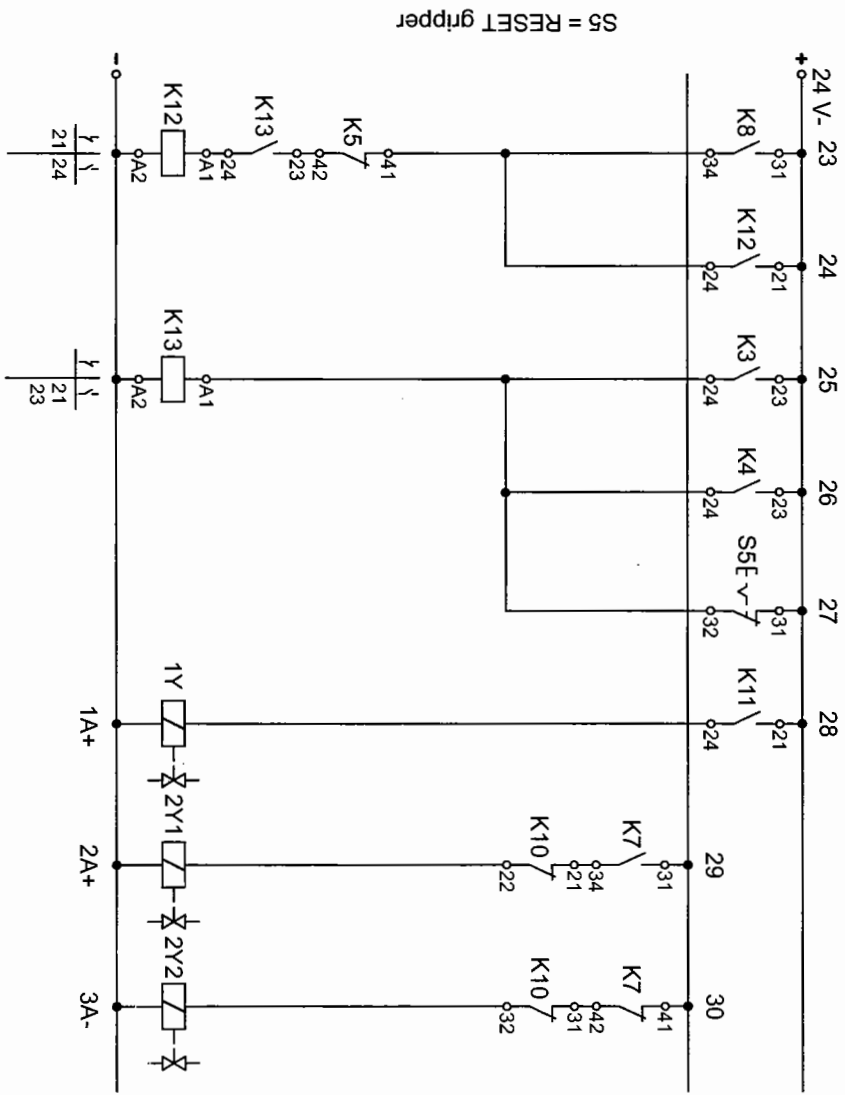 24 V- 23 24 25 26 27 28 29 30
+
31 21 23 23 31 21 31 41
K8 K12 K3 K4 S5 K11 K7 K7
34 24 24 24 32 24 34 42
21 31
K10 K10
22 32
41
K5
42
23
K13
24
A1 A1
K12 K13 1Y 2Y1 2Y2
A2 A2
-
1A+ 2A+ 3A-
21 24 21
23
S5 = RESET gripper